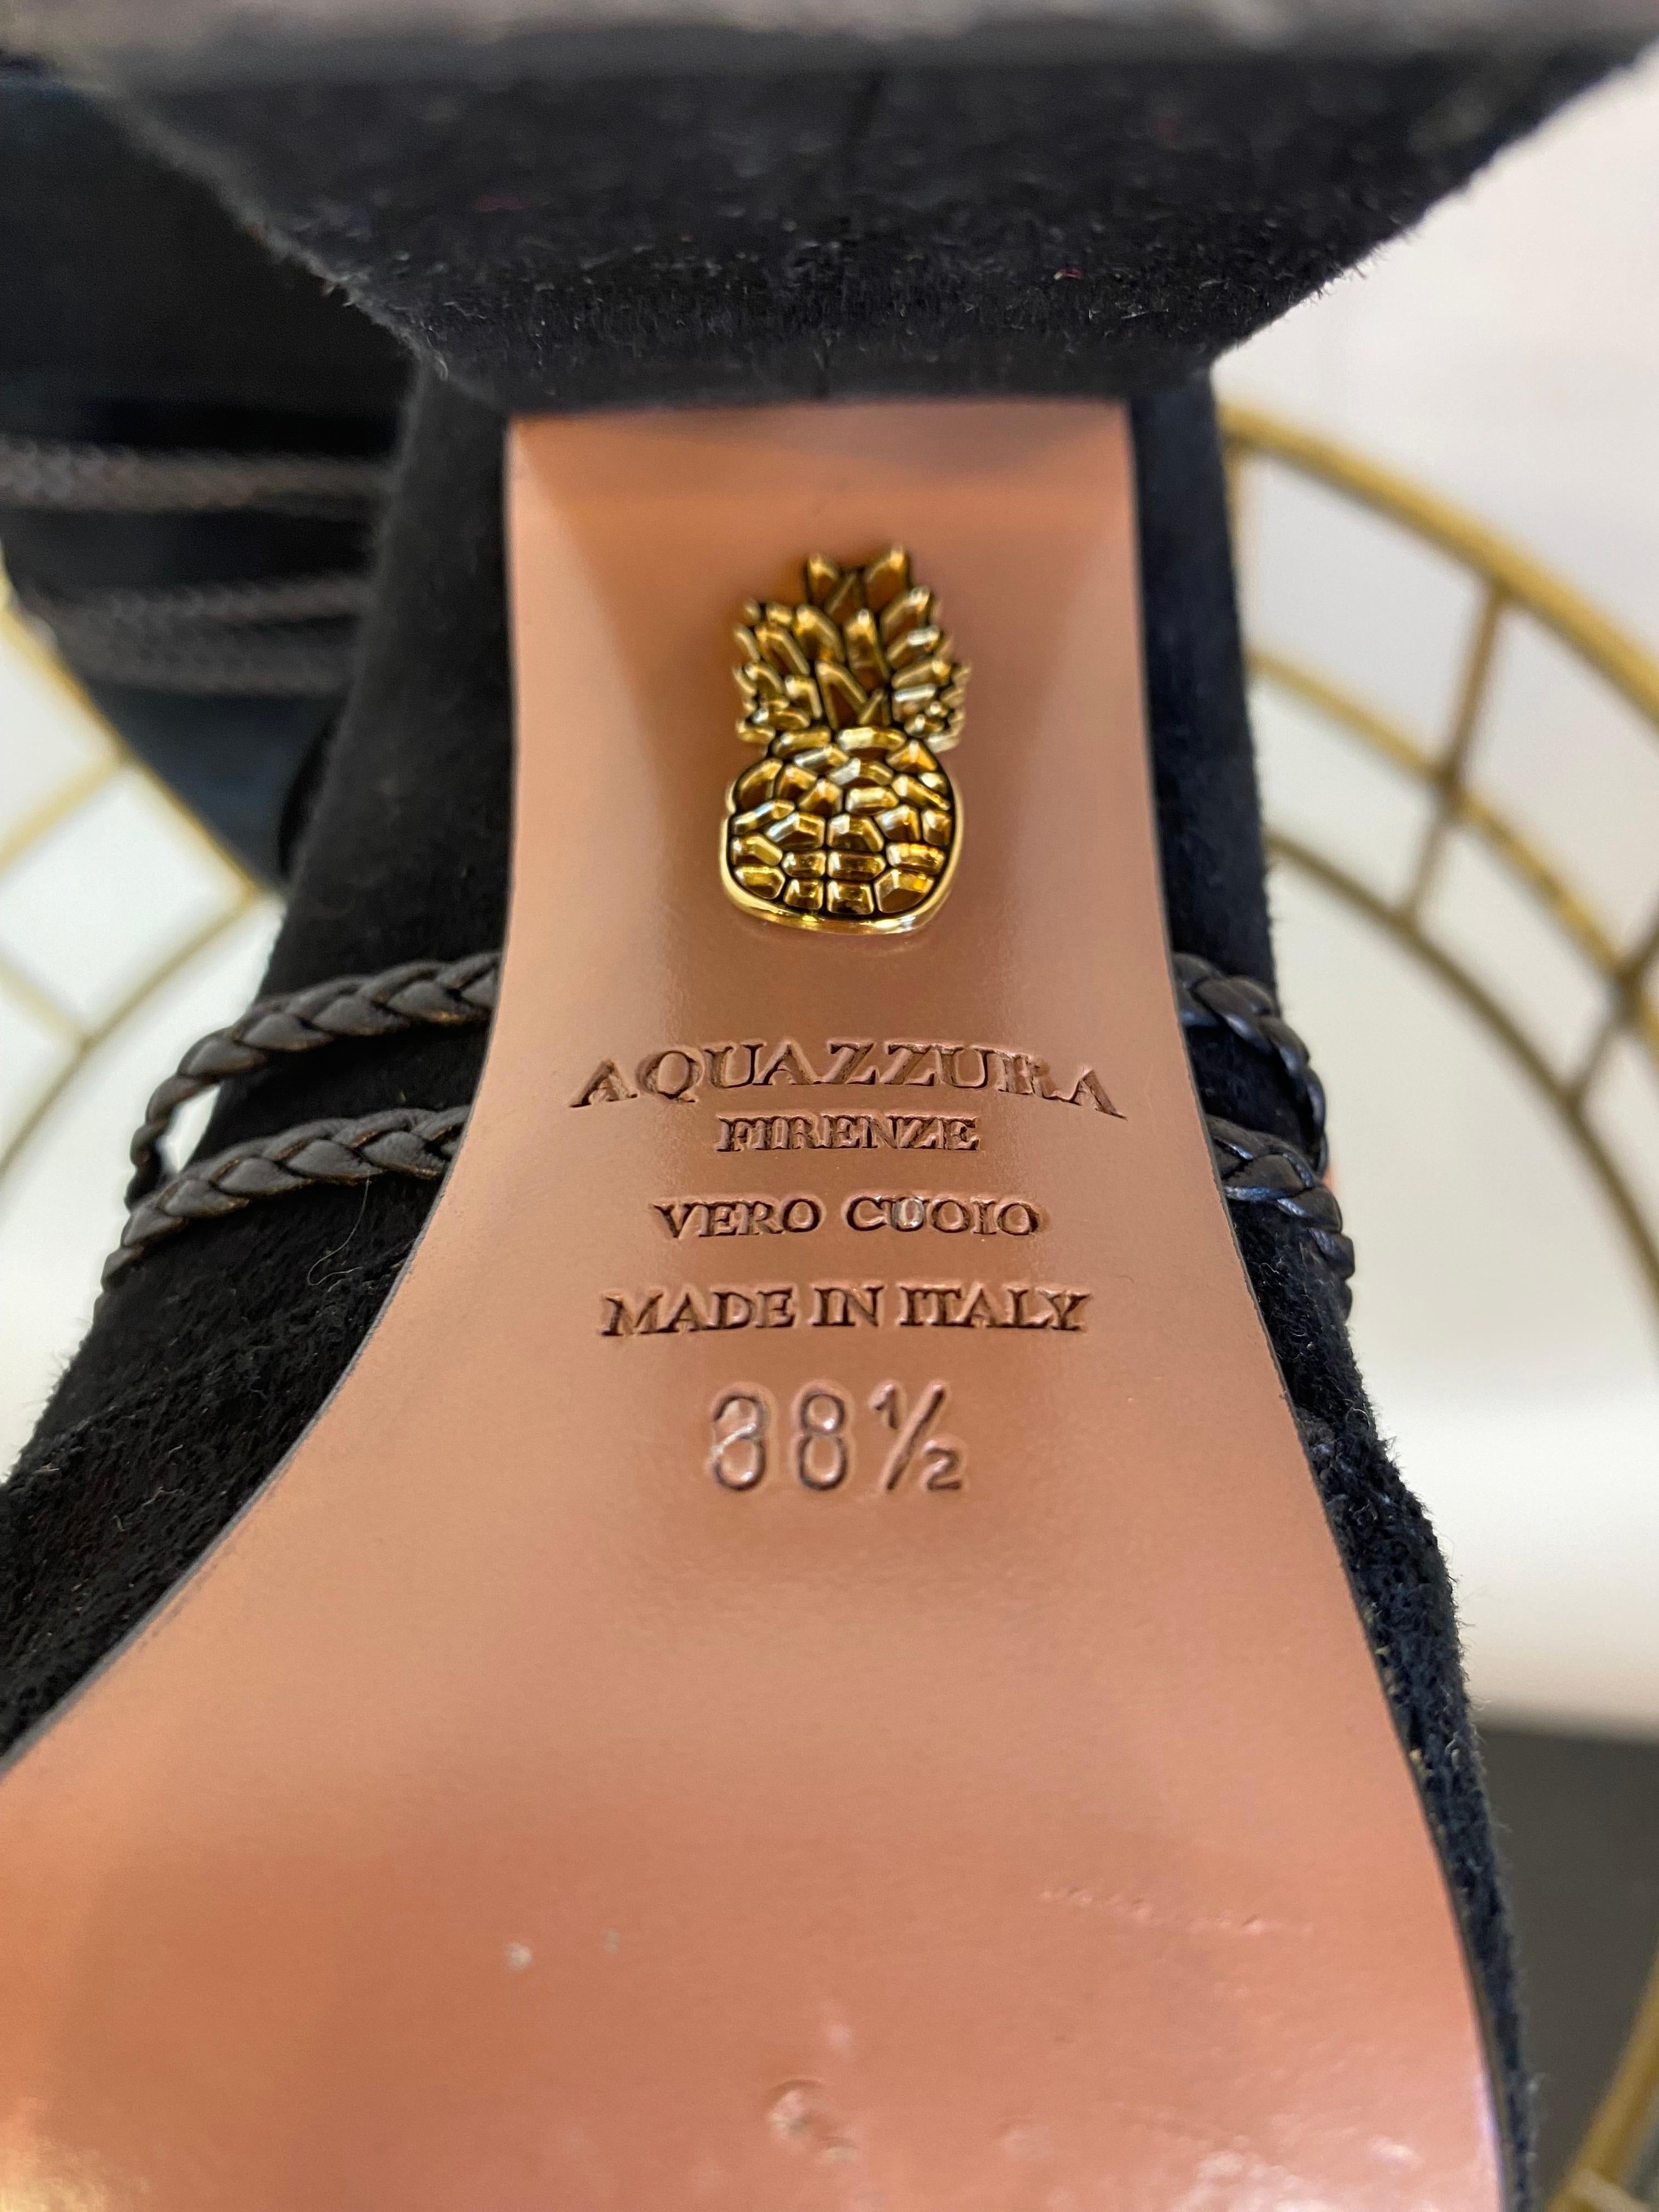 AQUAZZURA
FIRENZE
VERO CUOIO
MADE IN ITALY
38½